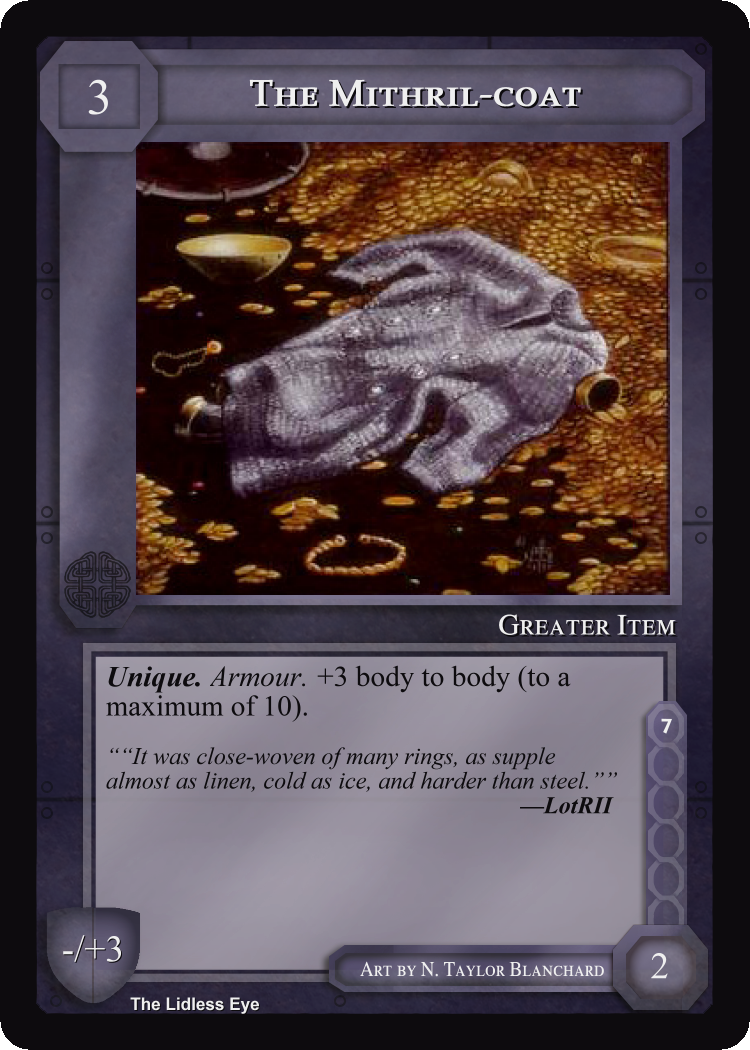 3
The Mithril-coat
Greater Item
Unique. Armour. +3 body to body (to a
maximum of 10).
““It was close-woven of many rings, as supple
almost as linen, cold as ice, and harder than steel.””
—LotRII
7
-/+3
Art by N. Taylor Blanchard
2
The Lidless Eye